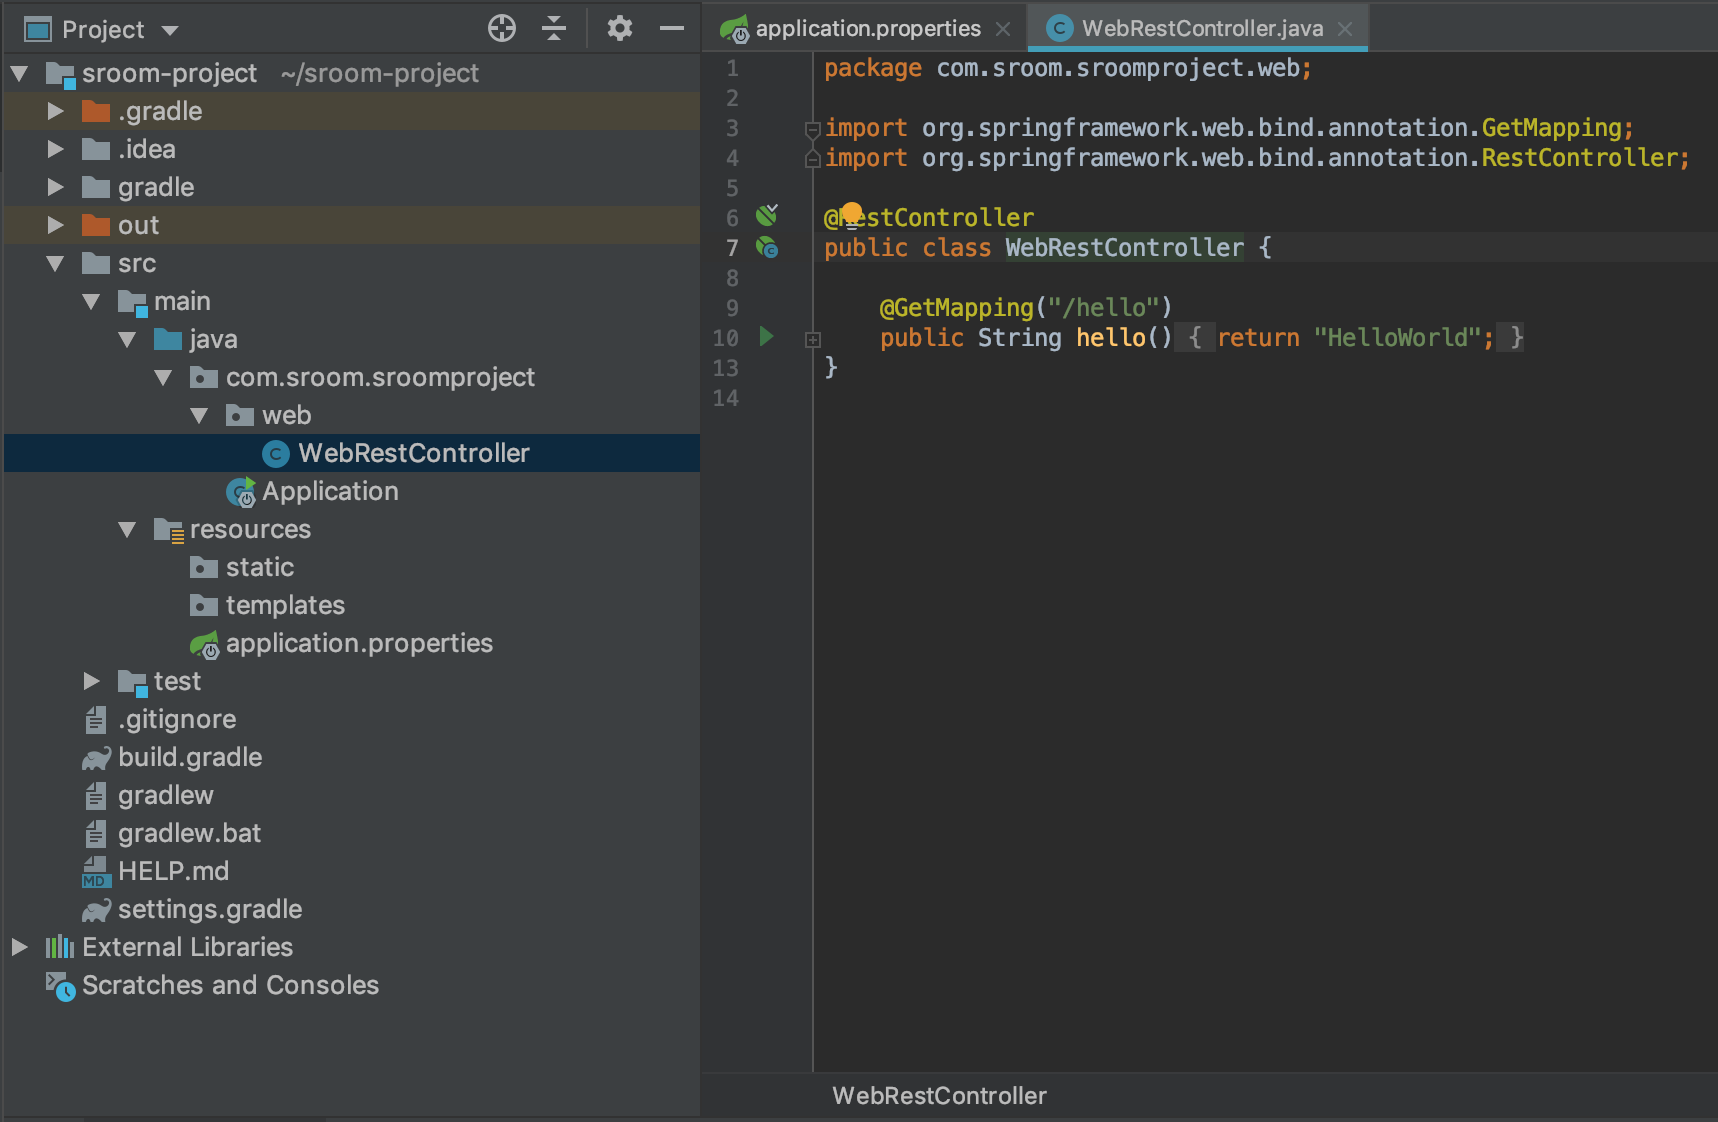 Project
sroom-project ~/sroom-project
.gradle
.idea
gradle
out
src
main
java
com.sroom.sroomproject
web
C WebRestController
Application
resources
static
templates
application.properties
test
.gitignore
build.gradle
gradlew
gradlew.bat
MD HELP.md
settings.gradle
External Libraries
Scratches and Consoles
application.properties
C WebRestController.java
1 package com.sroom.sroomproject.web;
2
3 import org.springframework.web.bind.annotation.GetMapping;
4 import org.springframework.web.bind.annotation.RestController;
5
6 @RestController
7 public class WebRestController {
8
9 @GetMapping("/hello")
10 public String hello() { return "HelloWorld"; }
13 }
14
WebRestController